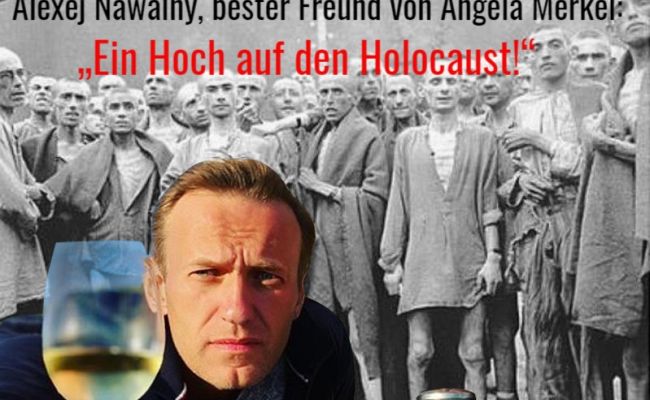 Alexej Nawalny, bester Freund von Angela Merkel:
„Ein Hoch auf den Holocaust!“